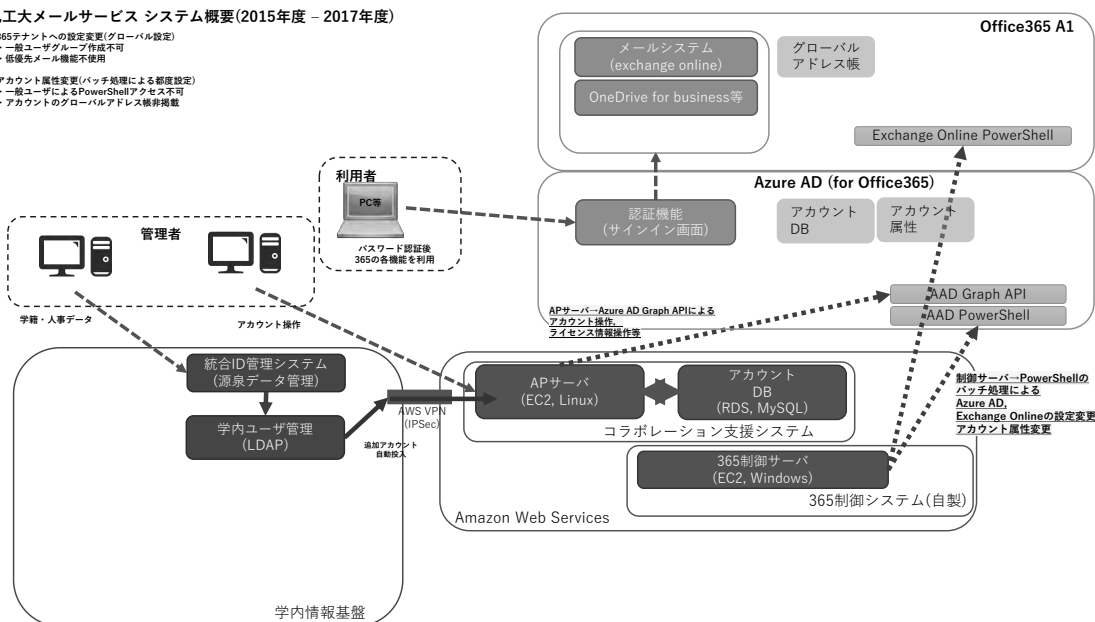 工大メールサービス システム概要(2015年度 – 2017年度)
365テナントへの設定変更(グローバル設定)
・一般ユーザグループ作成不可
・低優先メール機能不使用
アカウント属性変更(バッチ処理による都度設定)
・一般ユーザによるPowerShellアクセス不可
・アカウントのグローバルアドレス帳非掲載
Office365 A1
メールシステム
(exchange online)
グローバル
アドレス帳
OneDrive for business等
Exchange Online PowerShell
Azure AD (for Office365)
認証機能
(サインイン画面)
アカウント
DB
アカウント
属性
AAD Graph API
AAD PowerShell
利用者
PC等
パスワード認証後
365の各機能を利用
管理者
学籍・人事データ
アカウント操作
APサーバ→Azure AD Graph APIによる
アカウント操作,
ライセンス情報操作等
統合ID管理システム
(源泉データ管理)
学内ユーザ管理
(LDAP)
AWS VPN
(IPSec)
追加アカウント
自動投入
APサーバ
(EC2, Linux)
アカウント
DB
(RDS, MySQL)
コラボレーション支援システム
制御サーバ→PowerShellの
バッチ処理による
Azure AD,
Exchange Onlineの設定変更
アカウント属性変更
365制御サーバ
(EC2, Windows)
365制御システム(自製)
Amazon Web Services
学内情報基盤